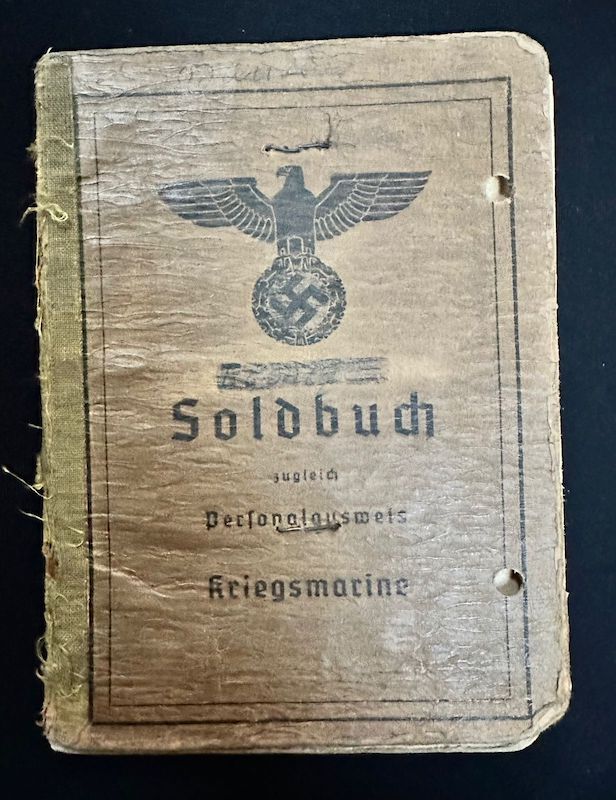 Soldbuch
zugleich
Personalausweis
Kriegsmarine